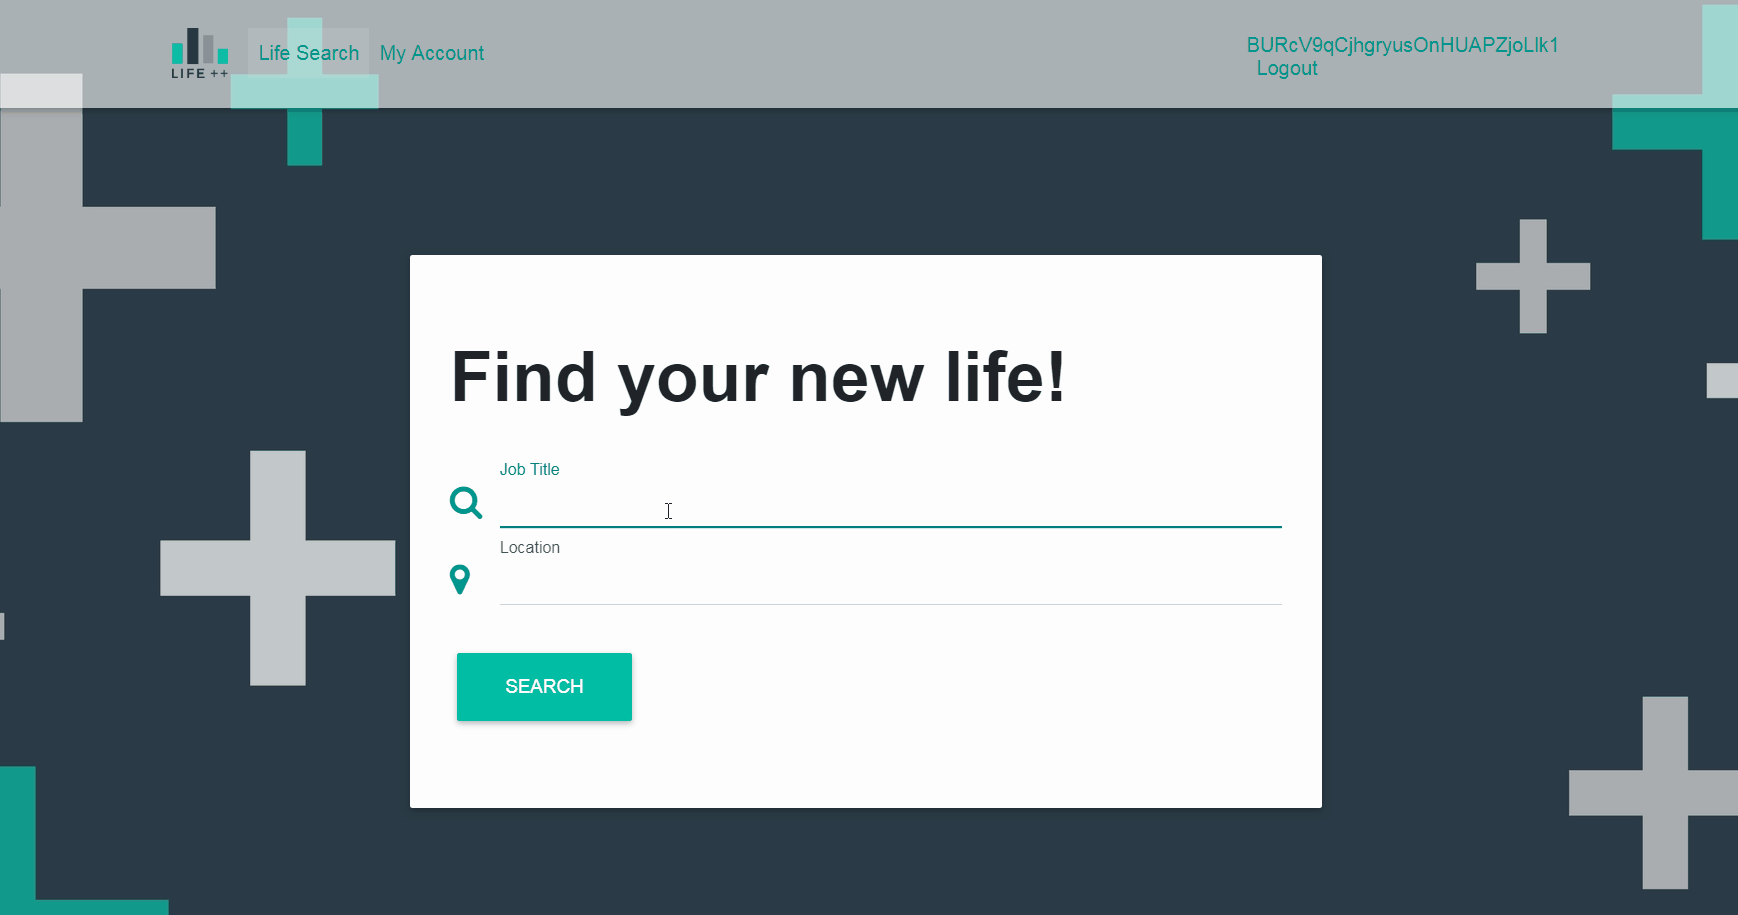 LIFE ++
Life Search
My Account
BURcV9qCjhgryusOnHUAPZjoLlk1
Logout
Find your new life!
Job Title
Location
SEARCH